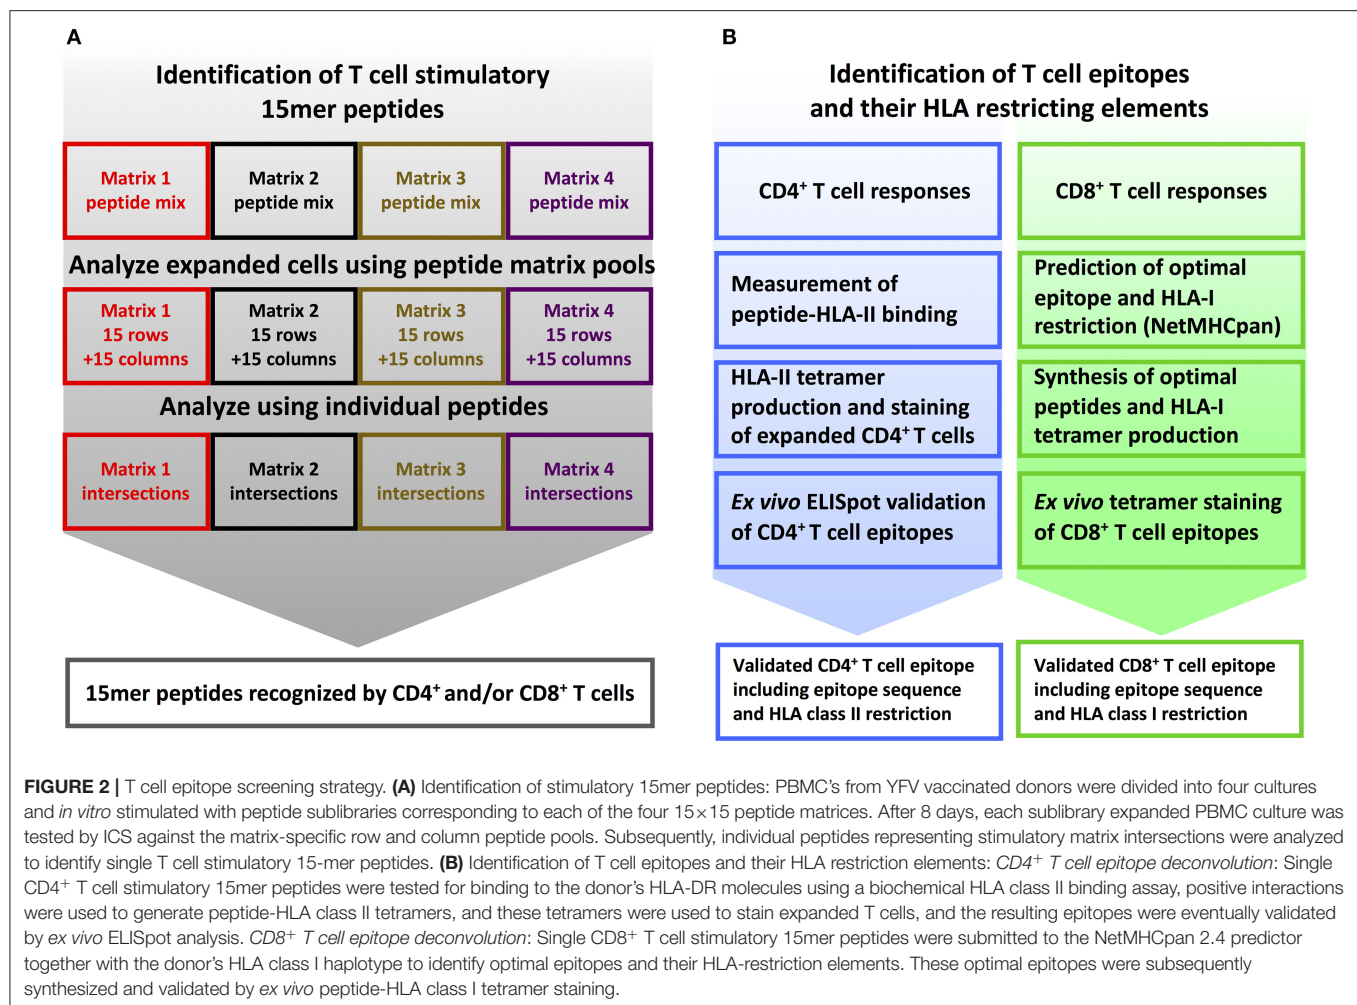 A
Identification of T cell stimulatory
15mer peptides
Matrix 1
peptide mix
Matrix 2
peptide mix
Matrix 3
peptide mix
Matrix 4
peptide mix
Analyze expanded cells using peptide matrix pools
Matrix 1
15 rows
+15 columns
Matrix 2
15 rows
+15 columns
Matrix 3
15 rows
+15 columns
Matrix 4
15 rows
+15 columns
Analyze using individual peptides
Matrix 1
intersections
Matrix 2
intersections
Matrix 3
intersections
Matrix 4
intersections
15mer peptides recognized by CD4⁺ and/or CD8⁺ T cells
B
Identification of T cell epitopes
and their HLA restricting elements
CD4⁺ T cell responses
Measurement of
peptide-HLA-II binding
HLA-II tetramer
production and staining
of expanded CD4⁺ T cells
Ex vivo ELISpot validation
of CD4⁺ T cell epitopes
Validated CD4⁺ T cell epitope
including epitope sequence
and HLA class II restriction
CD8⁺ T cell responses
Prediction of optimal
epitope and HLA-I
restriction (NetMHCpan)
Synthesis of optimal
peptides and HLA-I
tetramer production
Ex vivo tetramer staining
of CD8⁺ T cell epitopes
Validated CD8⁺ T cell epitope
including epitope sequence
and HLA class I restriction
FIGURE 2 | T cell epitope screening strategy. (A) Identification of stimulatory 15mer peptides: PBMC's from YFV vaccinated donors were divided into four cultures
and in vitro stimulated with peptide sublibraries corresponding to each of the four 15×15 peptide matrices. After 8 days, each sublibrary expanded PBMC culture was
tested by ICS against the matrix-specific row and column peptide pools. Subsequently, individual peptides representing stimulatory matrix intersections were analyzed
to identify single T cell stimulatory 15-mer peptides. (B) Identification of T cell epitopes and their HLA restriction elements: CD4⁺ T cell epitope deconvolution: Single
CD4⁺ T cell stimulatory 15mer peptides were tested for binding to the donor's HLA-DR molecules using a biochemical HLA class II binding assay, positive interactions
were used to generate peptide-HLA class II tetramers, and these tetramers were used to stain expanded T cells, and the resulting epitopes were eventually validated
by ex vivo ELISpot analysis. CD8⁺ T cell epitope deconvolution: Single CD8⁺ T cell stimulatory 15mer peptides were submitted to the NetMHCpan 2.4 predictor
together with the donor's HLA class I haplotype to identify optimal epitopes and their HLA-restriction elements. These optimal epitopes were subsequently
synthesized and validated by ex vivo peptide-HLA class I tetramer staining.